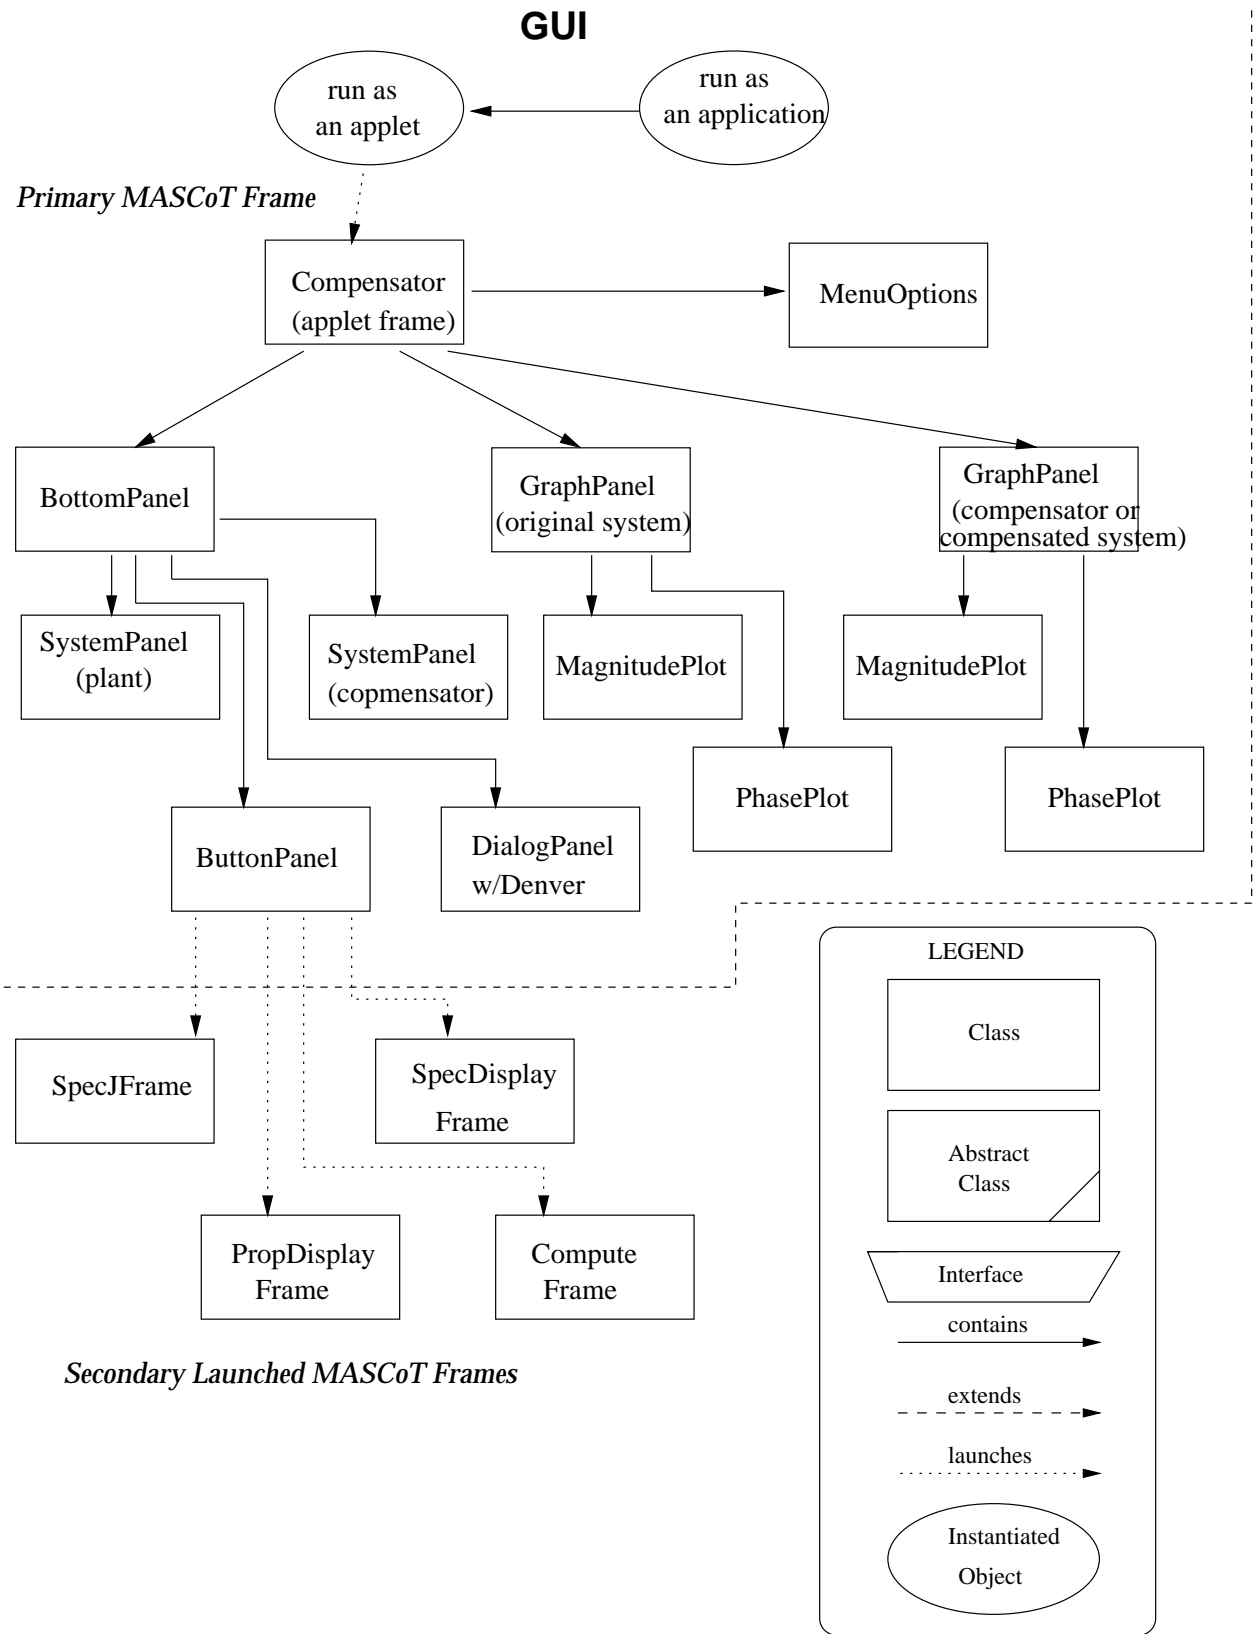 GUI
run as
an applet
run as
an application
Primary MASCoT Frame
Compensator
(applet frame)
MenuOptions
BottomPanel
GraphPanel
(original system)
GraphPanel
(compensator or
compensated system)
SystemPanel
(plant)
SystemPanel
(copmensator)
MagnitudePlot
MagnitudePlot
PhasePlot
PhasePlot
ButtonPanel
DialogPanel
w/Denver
SpecJFrame
SpecDisplay
Frame
PropDisplay
Frame
Compute
Frame
Secondary Launched MASCoT Frames
LEGEND
Class
Abstract
Class
Interface
contains
extends
launches
Instantiated
Object